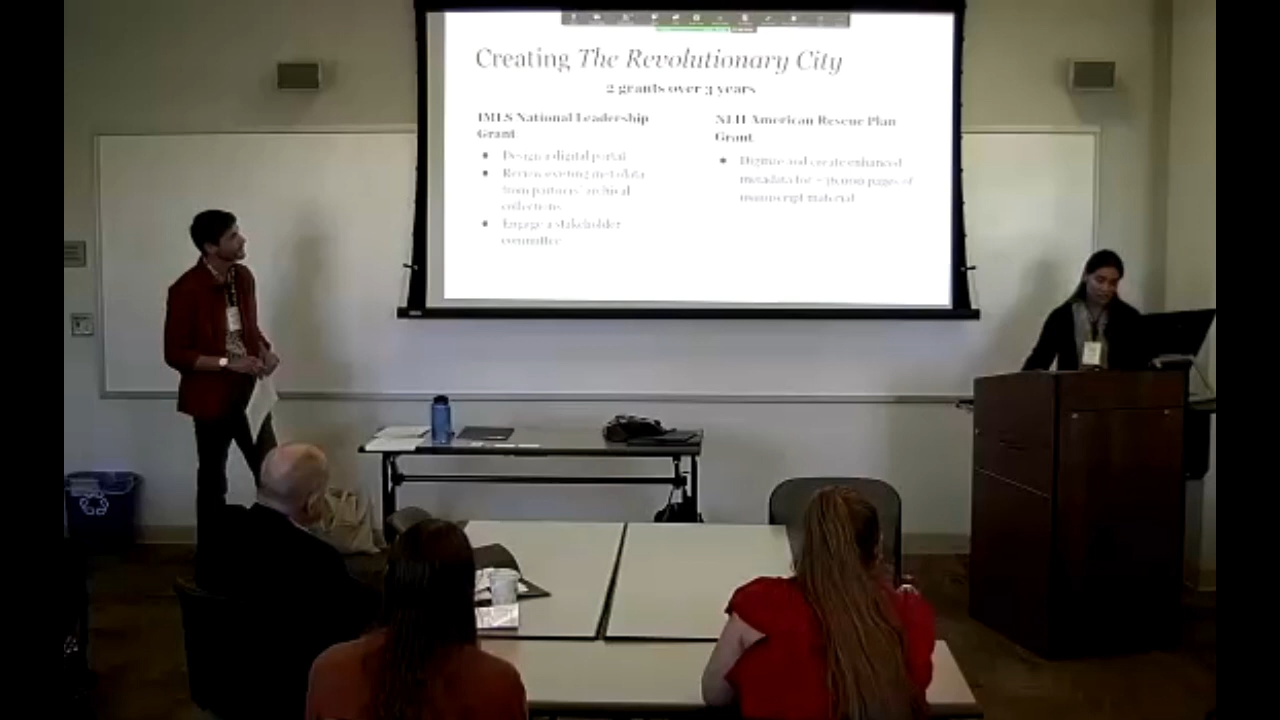 Creating The Revolutionary City
2 grants over 3 years
IMLS National Leadership
Grant
● Design a digital portal
● Review existing metadata
from partners' archival
collections
● Engage a stakeholder
committee
NEH American Rescue Plan
Grant
● Digitize and create enhanced
metadata for pages of
manuscript material